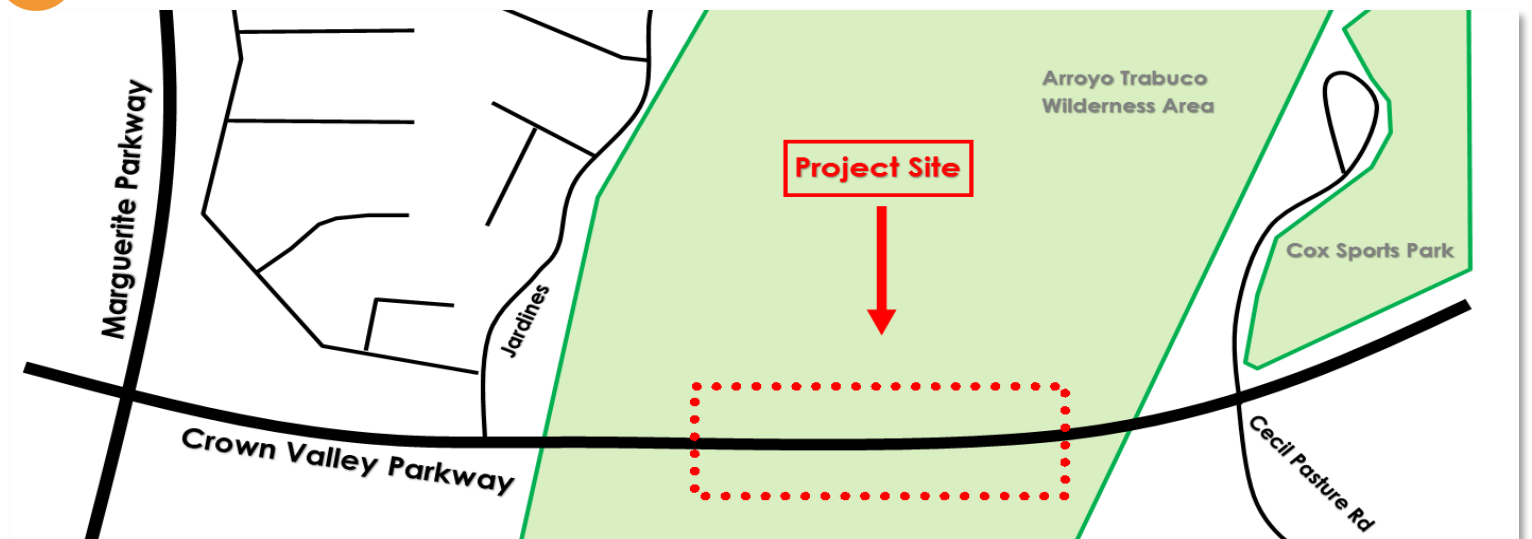 Arroyo Trabuco
Wilderness Area
Project Site
Marguerite Parkway
Cox Sports Park
Jardines
Crown Valley Parkway
Cecil Pasture Rd